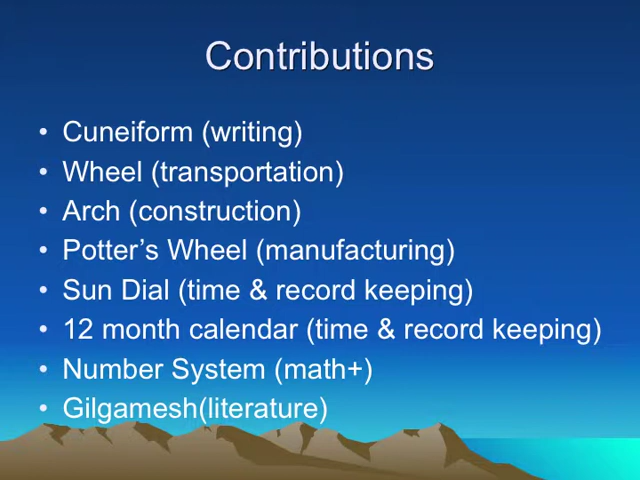 Contributions
• Cuneiform (writing)
• Wheel (transportation)
• Arch (construction)
• Potter’s Wheel (manufacturing)
• Sun Dial (time & record keeping)
• 12 month calendar (time & record keeping)
• Number System (math+)
• Gilgamesh(literature)